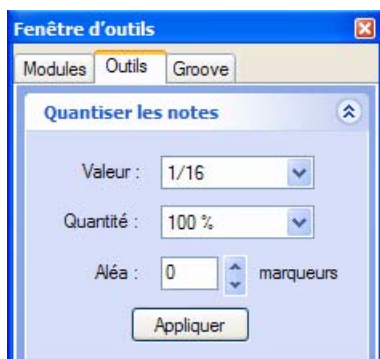 Fenêtre d'outils
Modules Outils Groove
Quantiser les notes
Valeur : 1/16
Quantité : 100 %
Aléa : 0 marqueurs
Appliquer